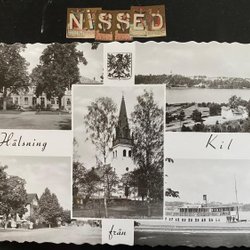 NISSED
Hälsning
Kil
från